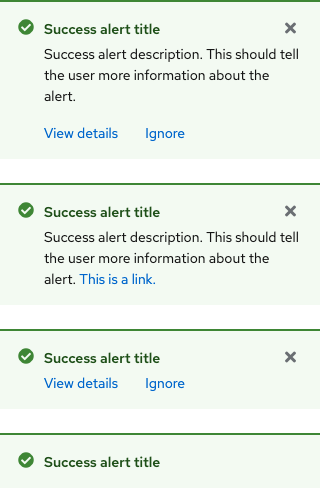 Success alert title
Success alert description. This should tell
the user more information about the
alert.
View details Ignore
Success alert title
Success alert description. This should tell
the user more information about the
alert. This is a link.
Success alert title
View details Ignore
Success alert title